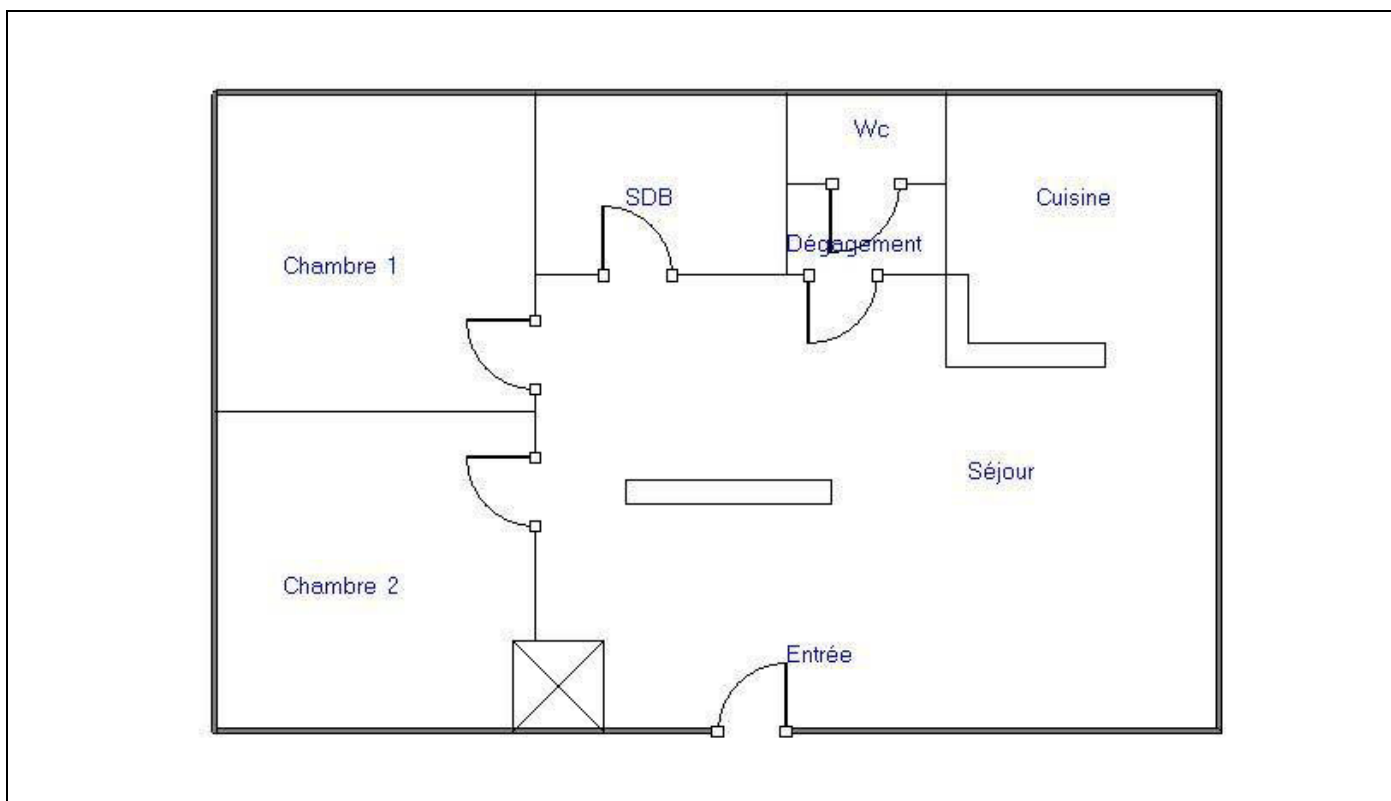 Wc
SDB
Cuisine
Dégagement
Chambre 1
Séjour
Chambre 2
Entrée